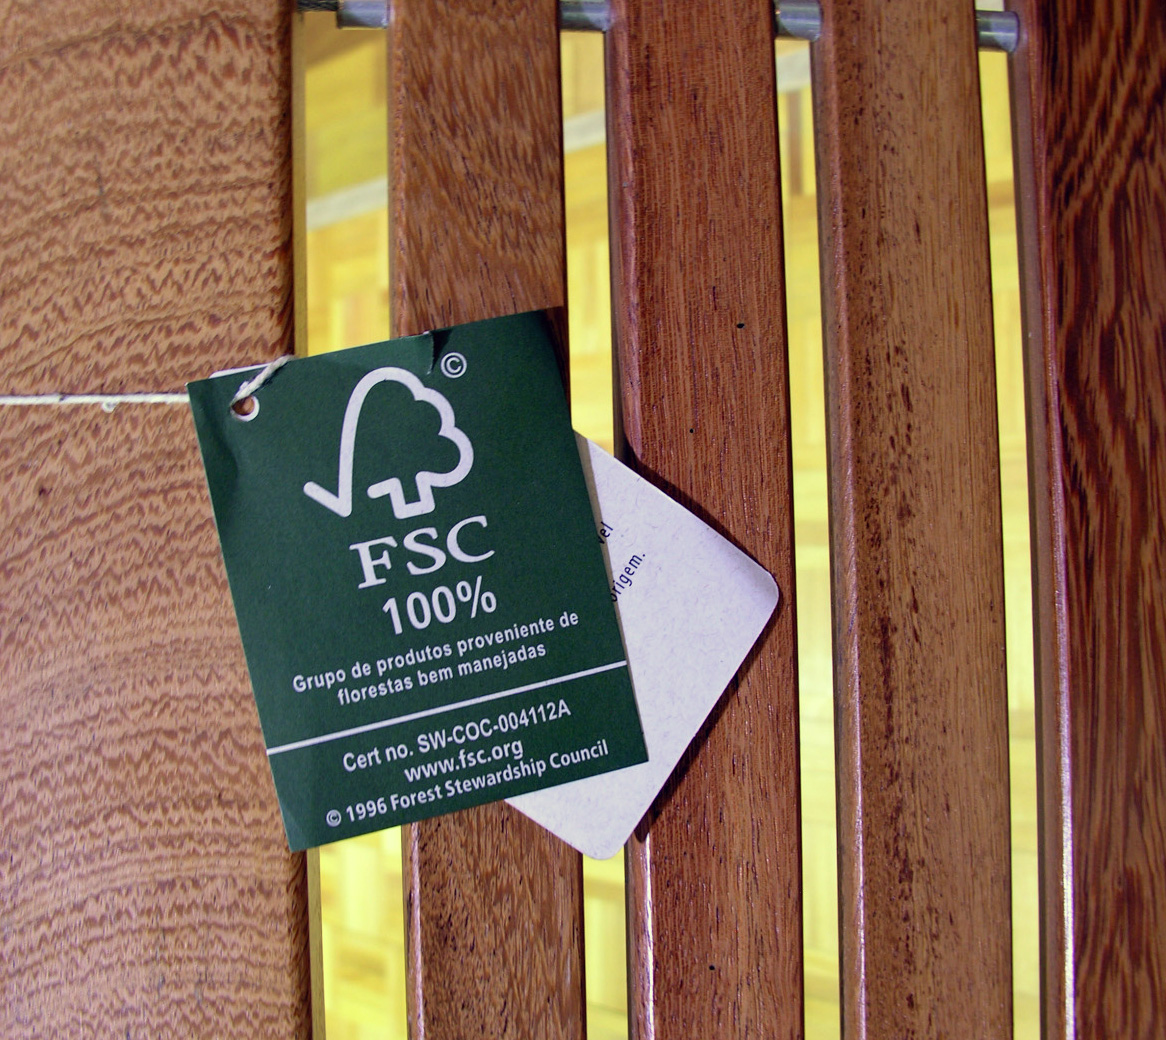 ©
FSC
100%
Grupo de produtos proveniente de
florestas bem manejadas
Cert no. SW-COC-004112A
www.fsc.org
© 1996 Forest Stewardship Council
origem.